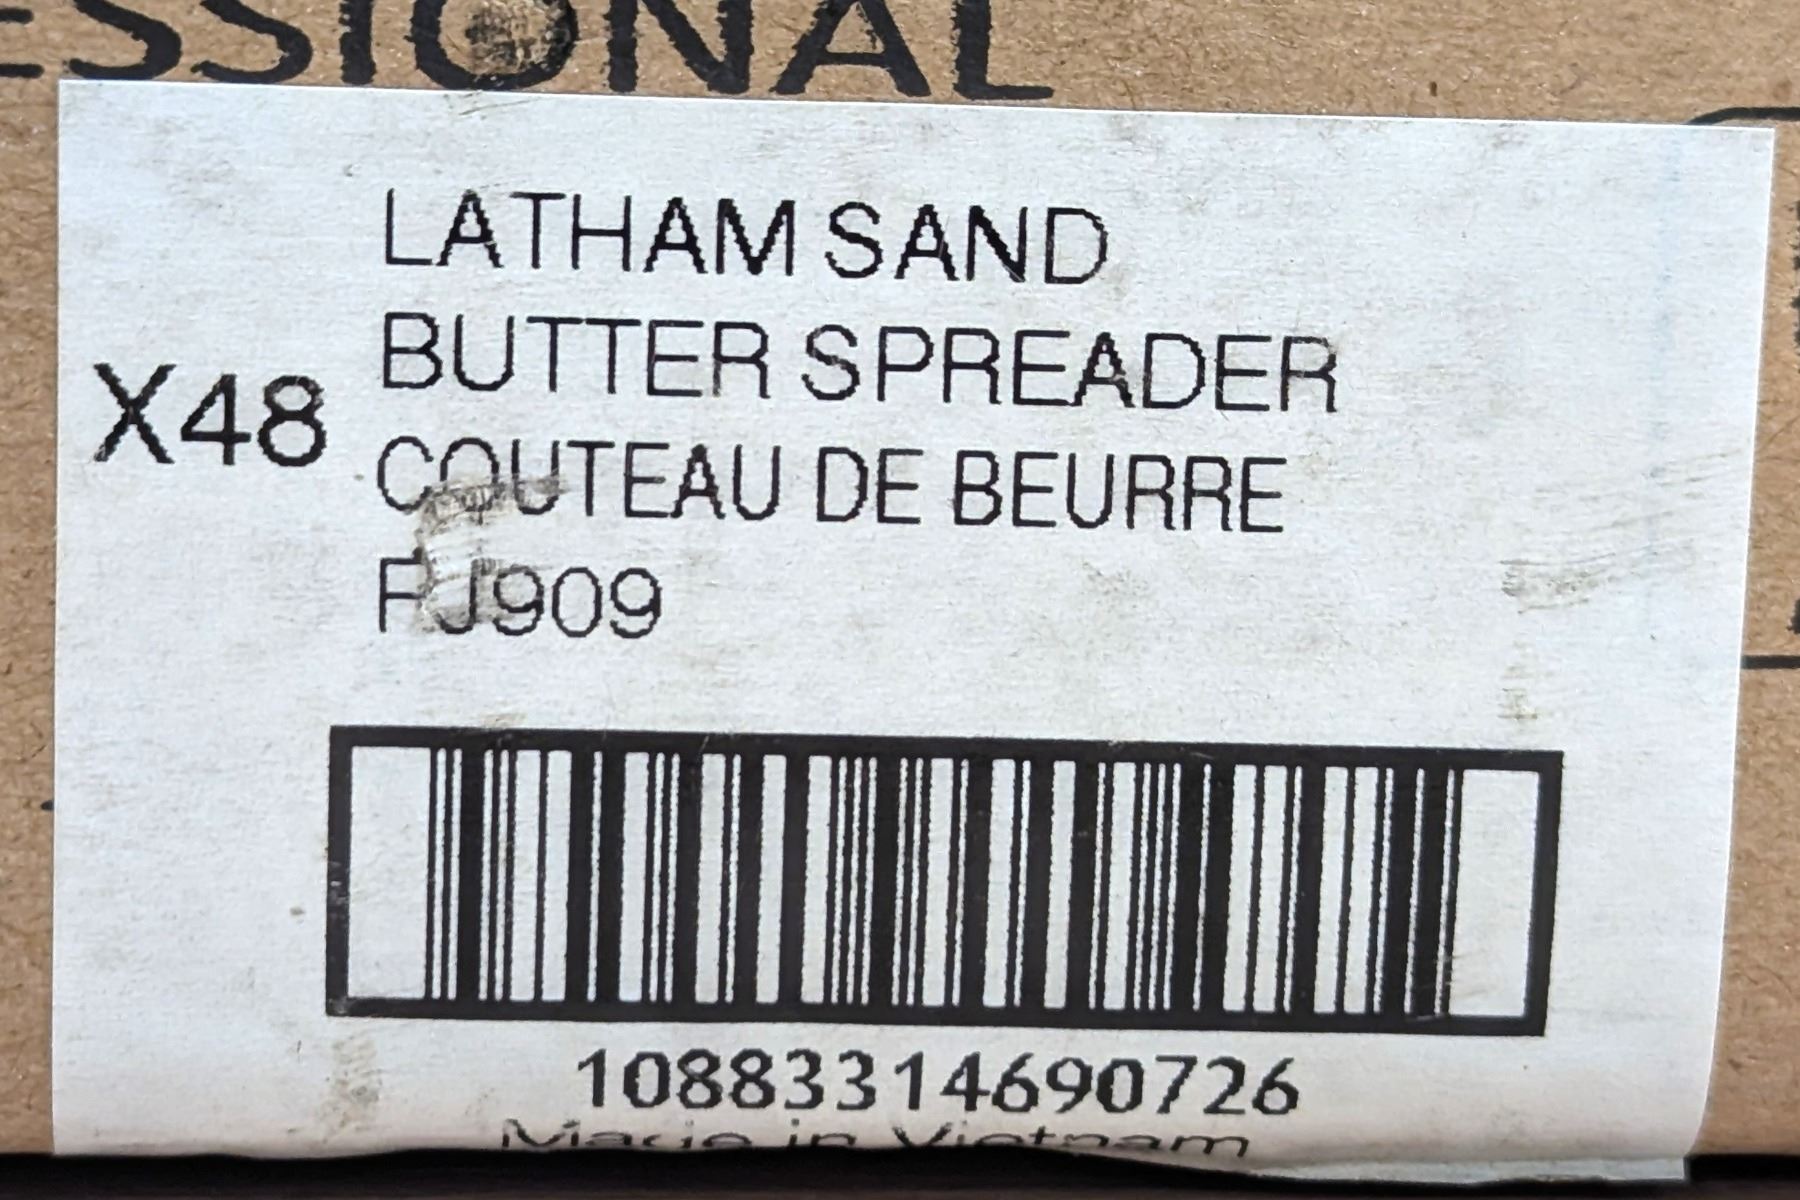 ESSIONAL
LATHAM SAND
BUTTER SPREADER
X48
COUTEAU DE BEURRE
FJ909
10883314690726
Made in Vietnam